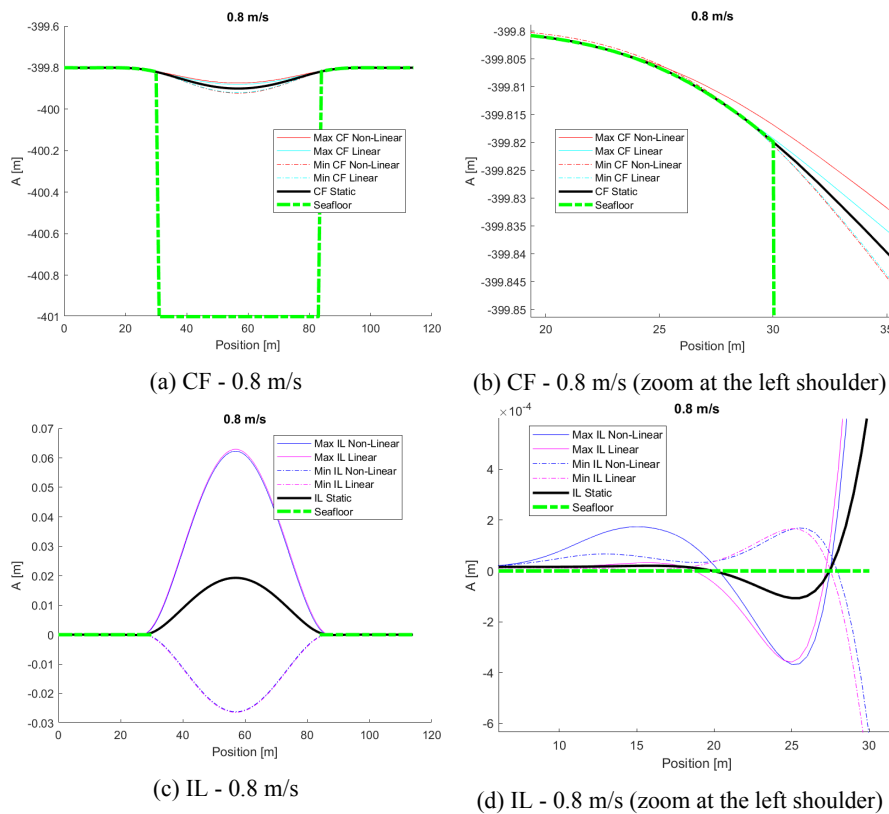 0.8 m/s
-399.6
-399.8
-400
-400.2
-400.4
-400.6
-400.8
-401
A [m]
Max CF Non-Linear
Max CF Linear
Min CF Non-Linear
Min CF Linear
CF Static
Seafloor
0 20 40 60 80 100 120
Position [m]
(a) CF - 0.8 m/s
0.8 m/s
-399.8
-399.805
-399.81
-399.815
-399.82
-399.825
-399.83
-399.835
-399.84
-399.845
-399.85
A [m]
Max CF Non-Linear
Max CF Linear
Min CF Non-Linear
Min CF Linear
CF Static
Seafloor
20 25 30 35
Position [m]
(b) CF - 0.8 m/s (zoom at the left shoulder)
0.8 m/s
0.07
0.06
0.05
0.04
0.03
0.02
0.01
0
-0.01
-0.02
-0.03
A [m]
Max IL Non-Linear
Max IL Linear
Min IL Non-Linear
Min IL Linear
IL Static
Seafloor
0 20 40 60 80 100 120
Position [m]
(c) IL - 0.8 m/s
×10⁻⁴
0.8 m/s
4
2
0
-2
-4
-6
A [m]
Max IL Non-Linear
Max IL Linear
Min IL Non-Linear
Min IL Linear
IL Static
Seafloor
10 15 20 25 30
Position [m]
(d) IL - 0.8 m/s (zoom at the left shoulder)